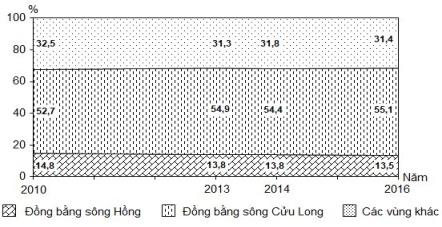 %
100
32,5 31,3 31,8 31,4
80
60
52,7 54,9 54,4 55,1
40
20
14,8 13,8 13,8 13,5
0
Năm
2010 2013 2014 2016
Đồng bằng sông Hồng Đồng bằng sông Cửu Long Các vùng khác